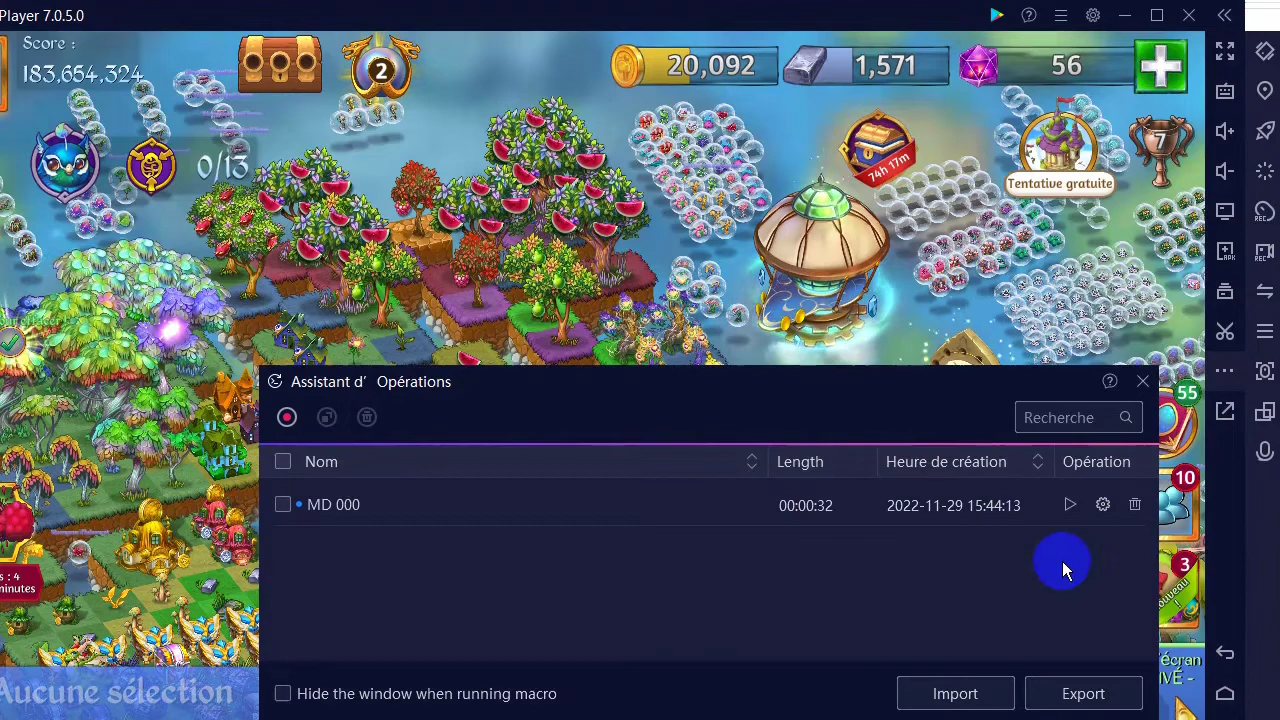 Player 7.0.5.0
Score :
183,654,324
2
20,092
1,571
56
0/13
74h 17m
Tentative gratuite
7
55
10
3
s : 4
minutes
Assistant d' Opérations
Recherche
Nom
Length
Heure de création
Opération
MD 000
00:00:32
2022-11-29 15:44:13
Hide the window when running macro
Import
Export
Aucune sélection
écran
IVÉ -
REC
APK
REC